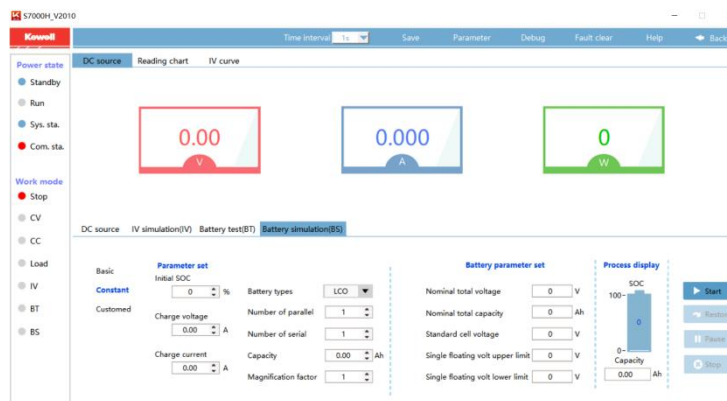 S7000H_V2010
Kewell
Time interval 1s Save Parameter Debug Fault clear Help Back
Power state
Standby
Run
Sys. sta.
Com. sta.
Work mode
Stop
CV
CC
Load
IV
BT
BS
DC source Reading chart IV curve
0.00
V
0.000
A
0
W
DC source IV simulation(IV) Battery test(BT) Battery simulation(BS)
Basic
Constant
Customed
Parameter set
Initial SOC
0 %
Charge voltage
0.00 A
Charge current
0.00 A
Battery types LCO
Number of parallel 1
Number of serial 1
Capacity 0.00 Ah
Magnification factor 1
Battery parameter set
Nominal total voltage 0 V
Nominal total capacity 0 Ah
Standard cell voltage 0 V
Single floating volt upper limit 0 V
Single floating volt lower limit 0 V
Process display
SOC
100-
0
0-
Capacity
0.00 Ah
Start
Restore
Pause
Stop